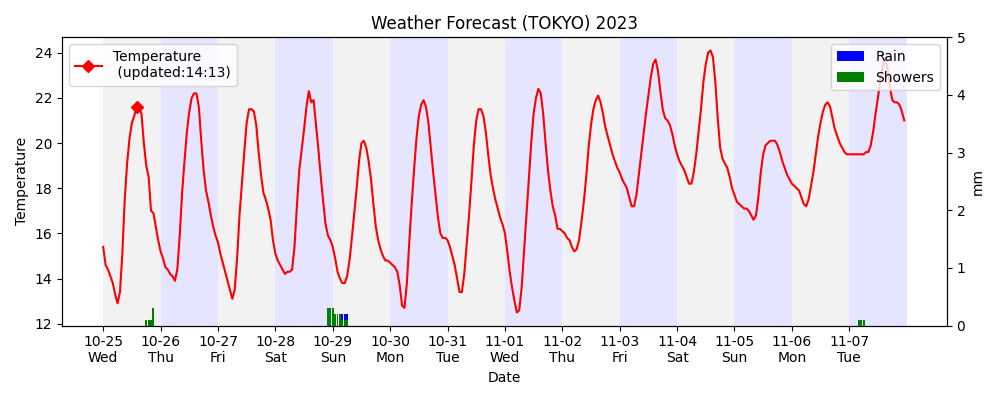 Weather Forecast (TOKYO) 2023
Temperature
(updated:14:13)
Rain
Showers
Temperature
24
22
20
18
16
14
12
mm
5
4
3
2
1
0
10-25 10-26 10-27 10-28 10-29 10-30 10-31 11-01 11-02 11-03 11-04 11-05 11-06 11-07
Wed Thu Fri Sat Sun Mon Tue Wed Thu Fri Sat Sun Mon Tue
Date